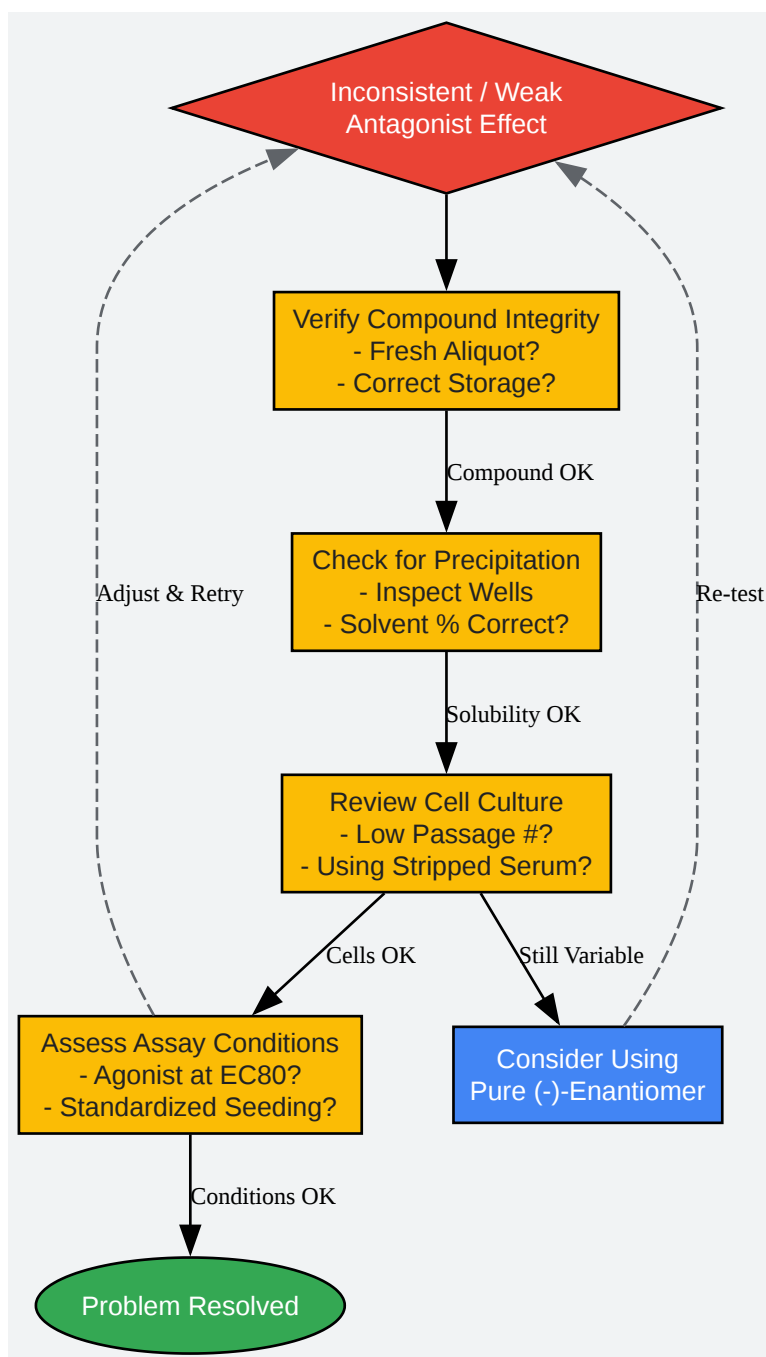 Inconsistent / Weak
Antagonist Effect
Verify Compound Integrity
- Fresh Aliquot?
- Correct Storage?
Compound OK
Check for Precipitation
- Inspect Wells
- Solvent % Correct?
Adjust & Retry
Re-test
Solubility OK
Review Cell Culture
- Low Passage #?
- Using Stripped Serum?
Cells OK
Still Variable
Assess Assay Conditions
- Agonist at EC80?
- Standardized Seeding?
Consider Using
Pure (-)-Enantiomer
Conditions OK
Problem Resolved